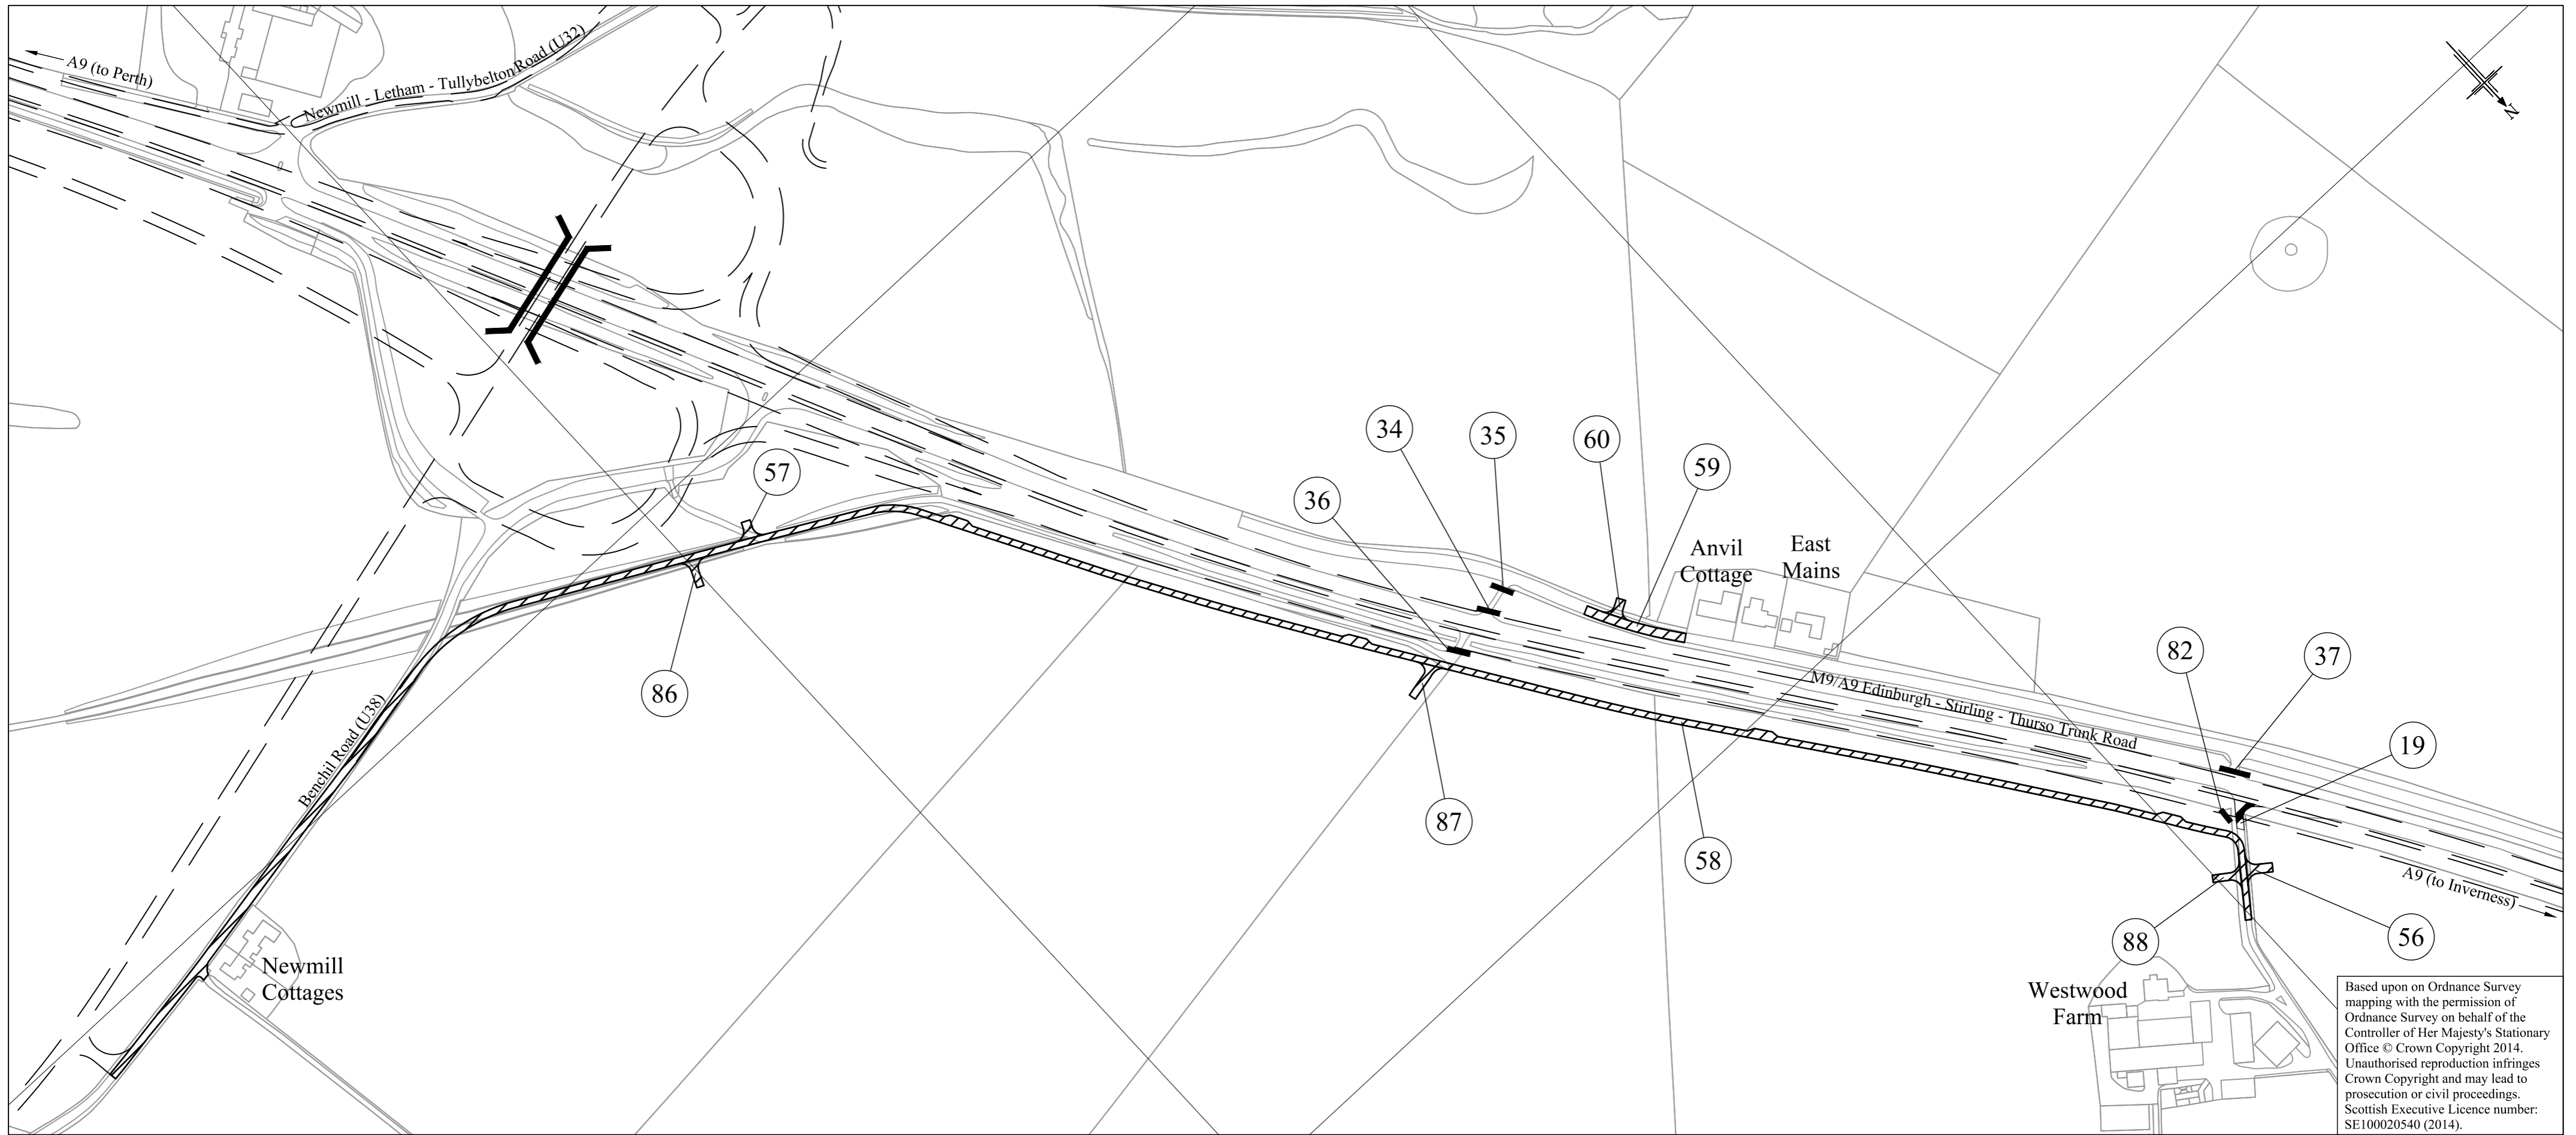 A9 (to Perth)
Newmill - Letham - Tullybelton Road (U32)
N
57
34
35
60
59
36
Anvil
Cottage
East
Mains
86
82
37
M9/A9 Edinburgh - Stirling - Thurso Trunk Road
19
Benchil Road (U38)
87
58
A9 (to Inverness)
88
56
Newmill
Cottages
Westwood
Farm
Based upon on Ordnance Survey
mapping with the permission of
Ordnance Survey on behalf of the
Controller of Her Majesty's Stationary
Office © Crown Copyright 2014.
Unauthorised reproduction infringes
Crown Copyright and may lead to
prosecution or civil proceedings.
Scottish Executive Licence number:
SE100020540 (2014).